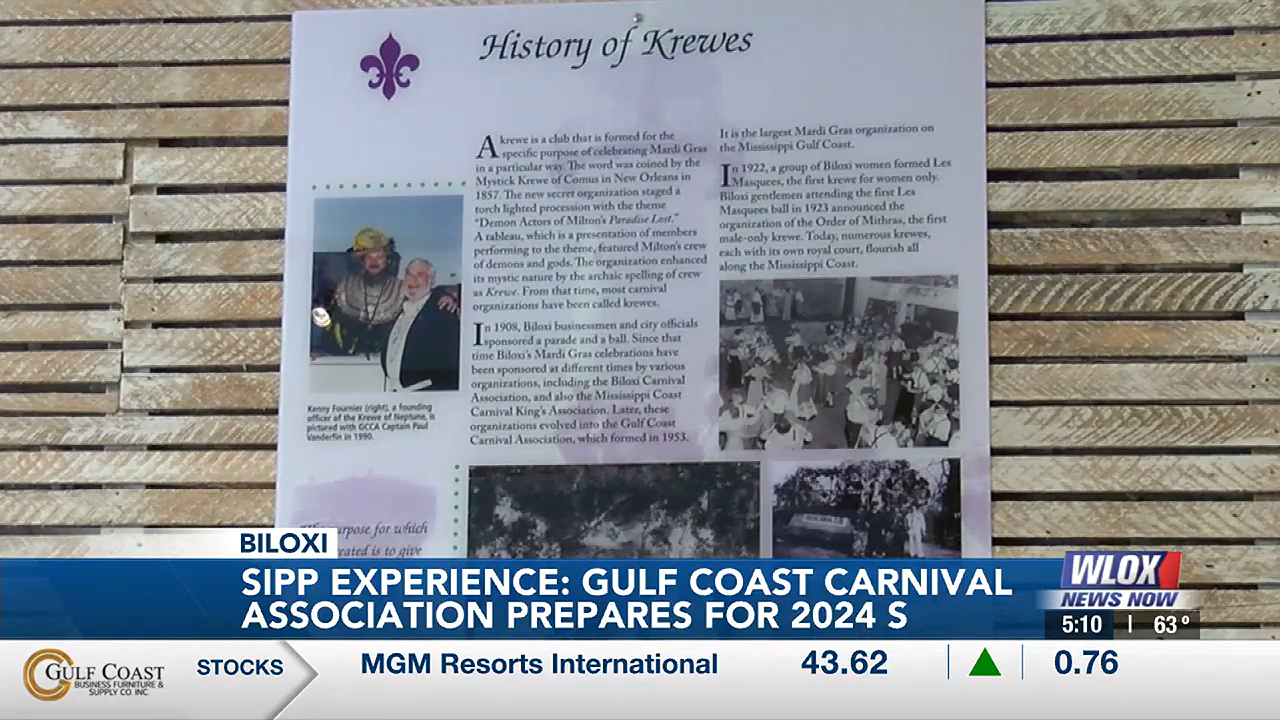 History of Krewes
A krewe is a club that is formed for the
specific purpose of celebrating Mardi Gras
in a particular way. The word was coined by the
Mystick Krewe of Comus in New Orleans in
1857. The new secret organization staged a
torch lighted procession with the theme
"Demon Actors of Milton's Paradise Lost."
A tableau, which is a presentation of members
performing to the theme, featured Milton's crew
of demons and gods. The organization enhanced
its mystic nature by the archaic spelling of crew
as Krewe. From that time, most carnival
organizations have been called krewes.
In 1908, Biloxi businessmen and city officials
sponsored a parade and a ball. Since that
time Biloxi's Mardi Gras celebrations have
been sponsored at different times by various
organizations, including the Biloxi Carnival
Association, and also the Mississippi Coast
Carnival King's Association. Later, these
organizations evolved into the Gulf Coast
Carnival Association, which formed in 1953.
It is the largest Mardi Gras organization on
the Mississippi Gulf Coast.
In 1922, a group of Biloxi women formed Les
Masquees, the first krewe for women only.
Biloxi gentlemen attending the first Les
Masquees ball in 1923 announced the
organization of the Order of Mithras, the first
male-only krewe. Today, numerous krewes,
each with its own royal court, flourish all
along the Mississippi Coast.
Kenny Fournier (right), a founding
officer of the Krewe of Neptune, is
pictured with GCCA Captain Paul
Vanderfin in 1990.
purpose for which
is to give
BILOXI
SIPP EXPERIENCE: GULF COAST CARNIVAL
ASSOCIATION PREPARES FOR 2024 S
WLOX
NEWS NOW
5:10 | 63°
GULF COAST
BUSINESS FURNITURE &
SUPPLY CO. INC.
STOCKS
MGM Resorts International 43.62 ▲ 0.76